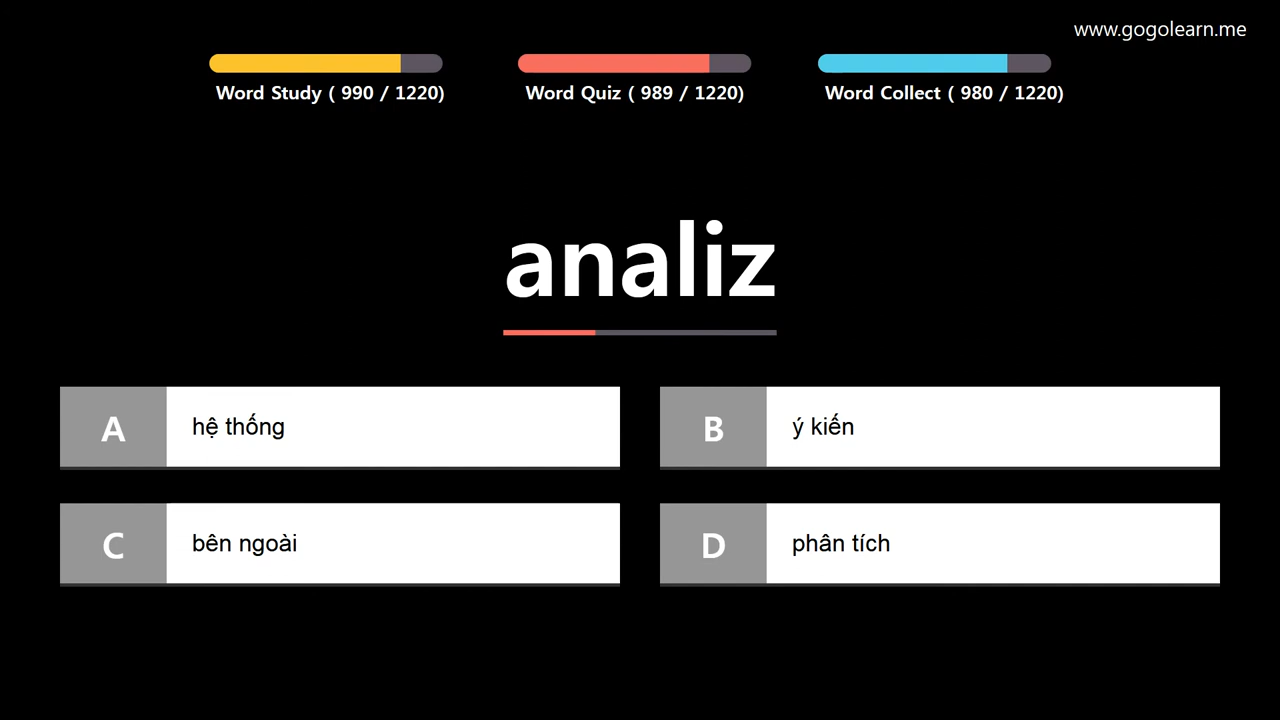 www.gogolearn.me
Word Study ( 990 / 1220)
Word Quiz ( 989 / 1220)
Word Collect ( 980 / 1220)
analiz
A
hệ thống
B
ý kiến
C
bên ngoài
D
phân tích